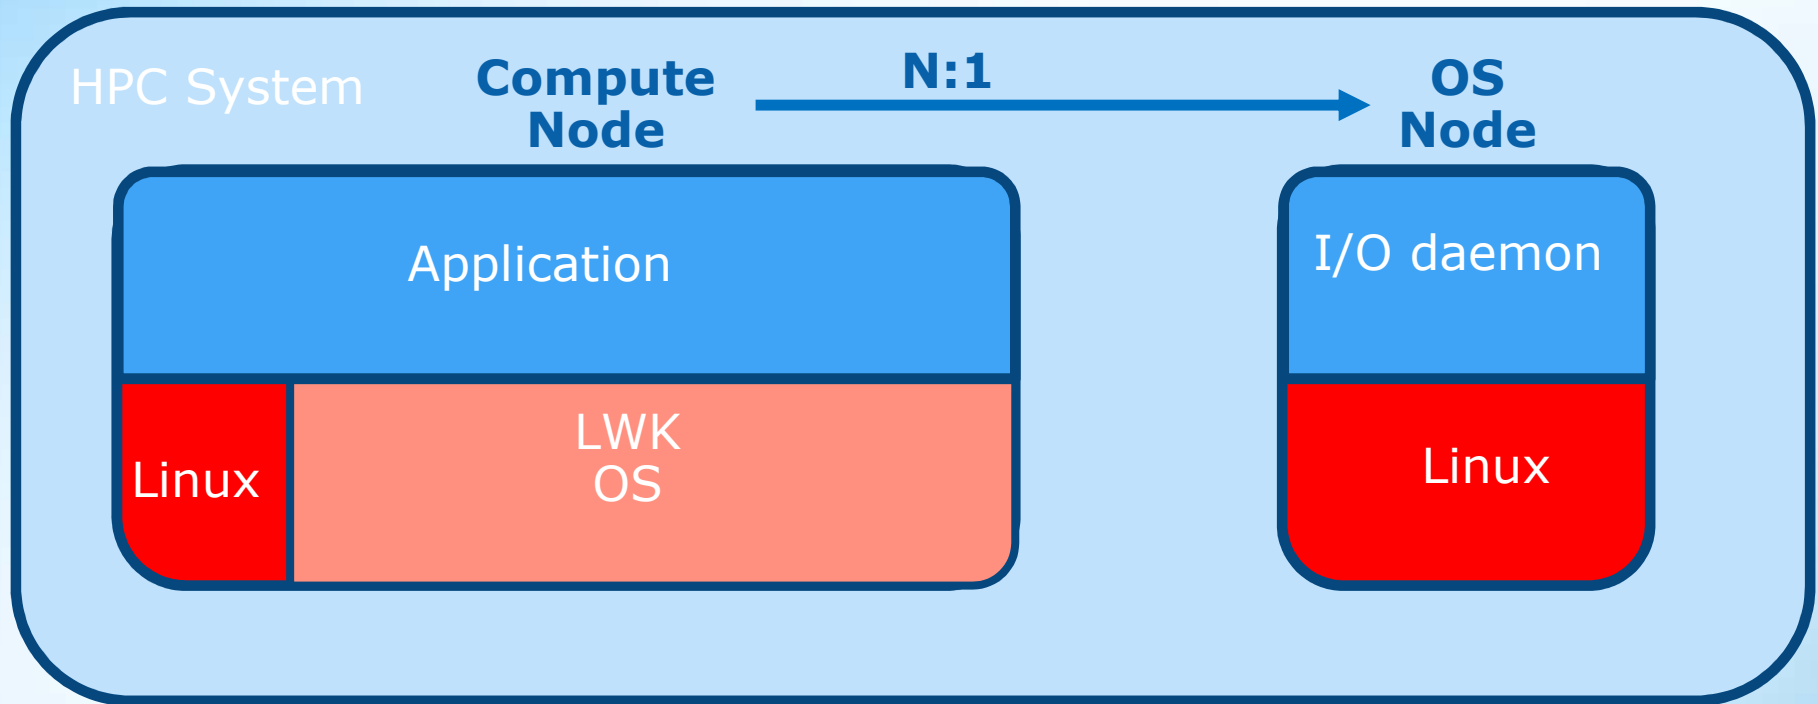 HPC System
Compute
Node
N:1
OS
Node
Application
I/O daemon
Linux
LWK
OS
Linux